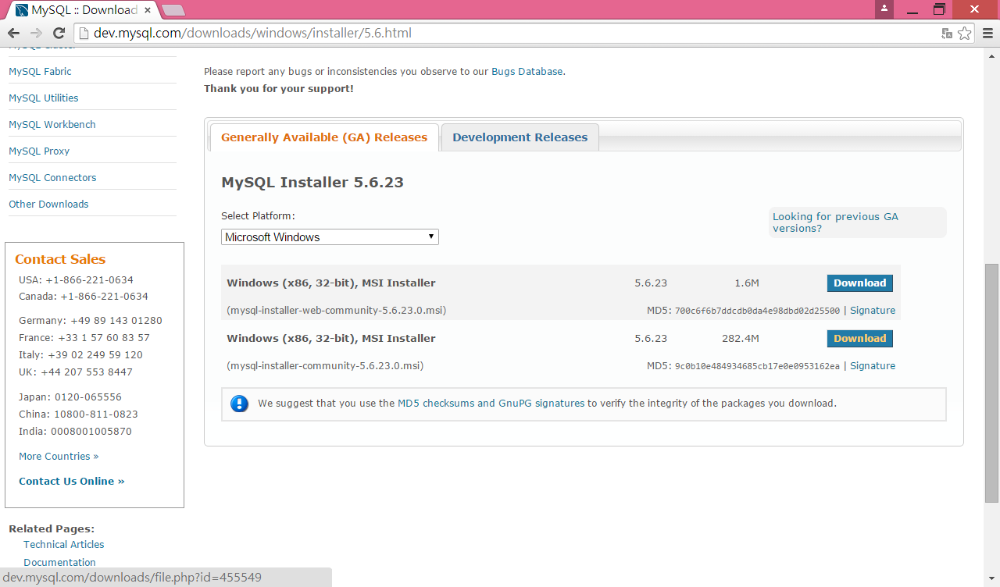 MySQL :: Download
dev.mysql.com/downloads/windows/installer/5.6.html
MySQL Cluster
MySQL Fabric
MySQL Utilities
MySQL Workbench
MySQL Proxy
MySQL Connectors
Other Downloads
Contact Sales
USA: +1-866-221-0634
Canada: +1-866-221-0634
Germany: +49 89 143 01280
France: +33 1 57 60 83 57
Italy: +39 02 249 59 120
UK: +44 207 553 8447
Japan: 0120-065556
China: 10800-811-0823
India: 0008001005870
More Countries »
Contact Us Online »
Related Pages:
Technical Articles
Documentation
dev.mysql.com/downloads/file.php?id=455549
Please report any bugs or inconsistencies you observe to our Bugs Database.
Thank you for your support!
Generally Available (GA) Releases
Development Releases
MySQL Installer 5.6.23
Select Platform:
Microsoft Windows
Looking for previous GA
versions?
Windows (x86, 32-bit), MSI Installer 5.6.23 1.6M Download
(mysql-installer-web-community-5.6.23.0.msi) MD5: 700c6f6b7ddcdb0da4e98dbd02d25500 | Signature
Windows (x86, 32-bit), MSI Installer 5.6.23 282.4M Download
(mysql-installer-community-5.6.23.0.msi) MD5: 9c0b10e484934685cb17e0e0953162ea | Signature
We suggest that you use the MD5 checksums and GnuPG signatures to verify the integrity of the packages you download.